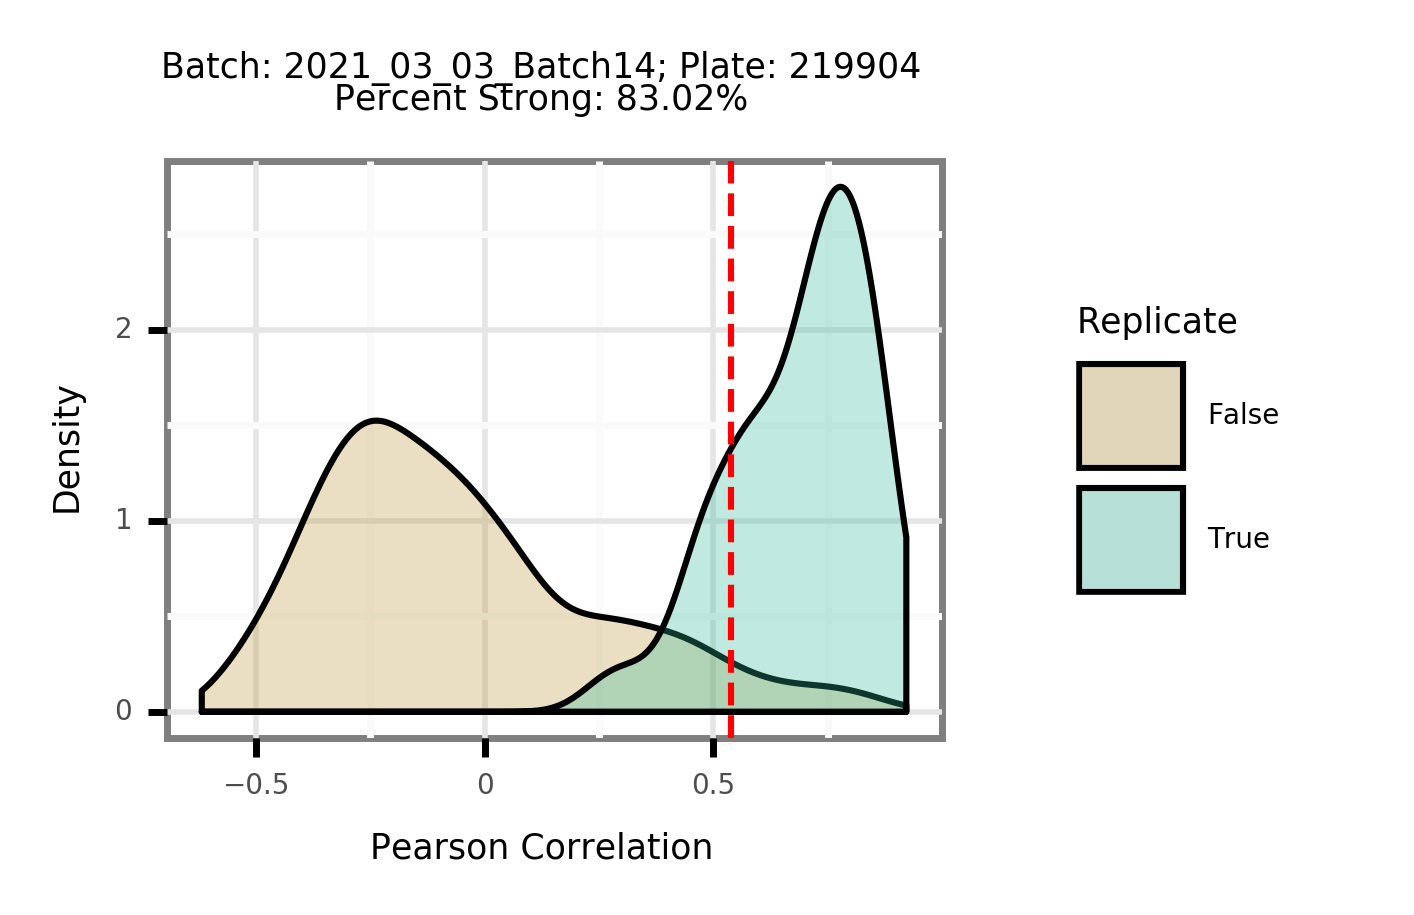 Batch: 2021_03_03_Batch14; Plate: 219904
Percent Strong: 83.02%
Density
2
1
0
−0.5 0 0.5
Pearson Correlation
Replicate
False
True